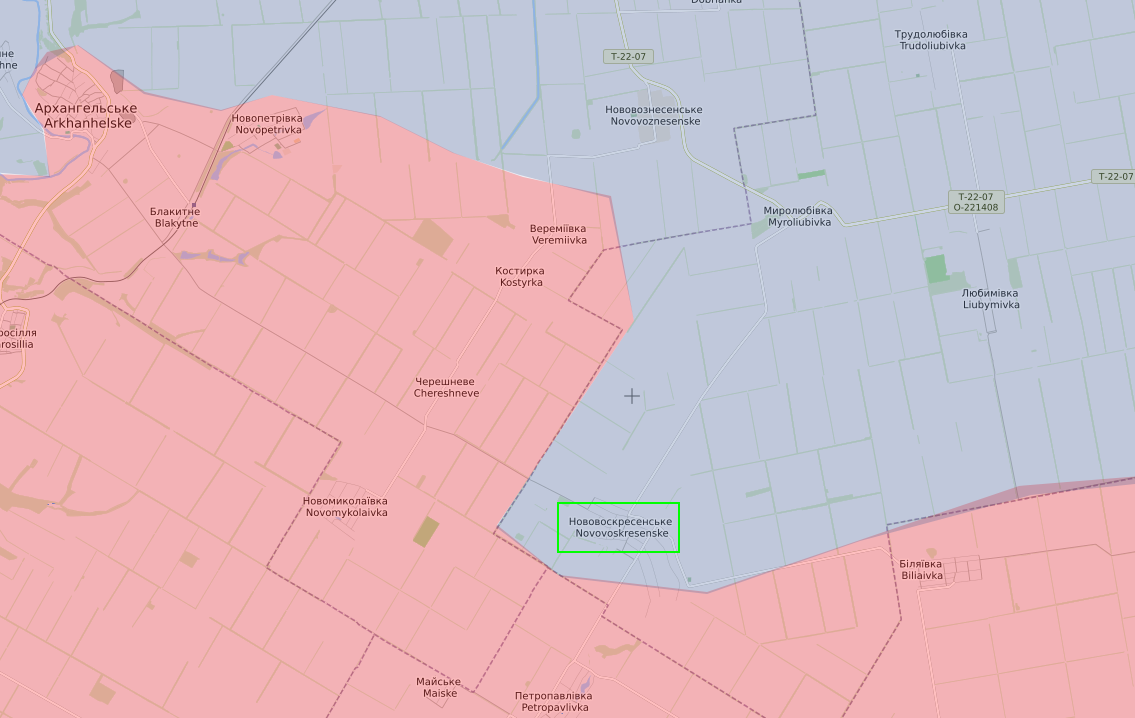 Dobrianka
Трудолюбівка
Trudoliubivka
T-22-07
Архангельське
Arkhanhelske
Новопетрівка
Novopetrivka
Нововознесенське
Novovoznesenske
T-22-07
T-22-07
O-221408
Миролюбівка
Myroliubivka
Блакитне
Blakytne
Вереміївка
Veremiivka
Костирка
Kostyrka
Любимівка
Liubymivka
росілля
rosillia
Черешневе
Chereshneve
Новомиколаївка
Novomykolaivka
Нововоскресенське
Novovoskresenske
Біляївка
Biliaivka
Майське
Maiske
Петропавлівка
Petropavlivka